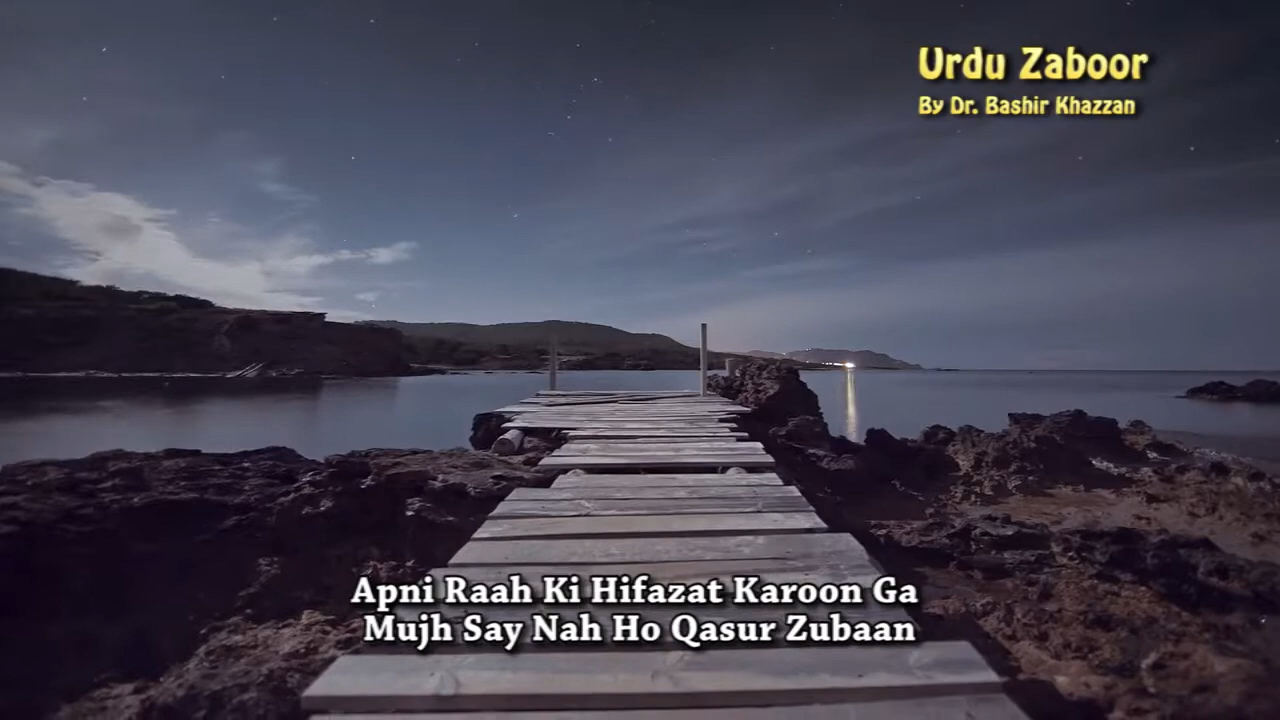 Urdu Zaboor
By Dr. Bashir Khazzan
Apni Raah Ki Hifazat Karoon Ga
Mujh Say Nah Ho Qasur Zubaan